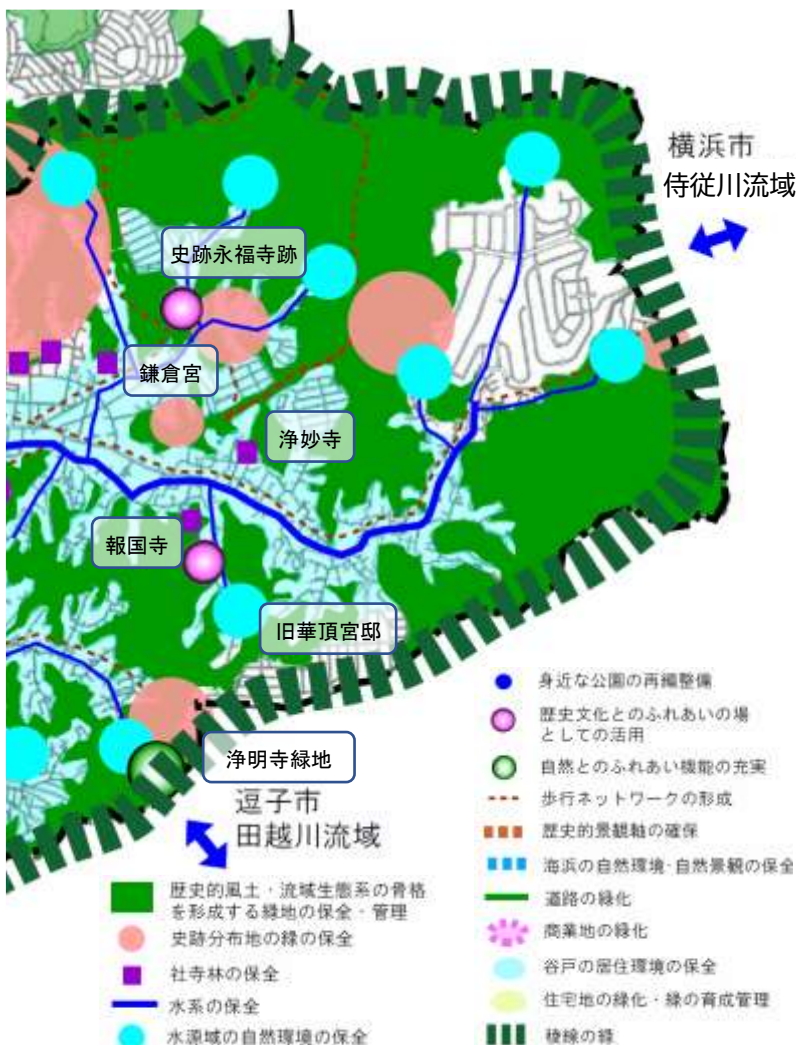 横浜市
侍従川流域
史跡永福寺跡
鎌倉宮
浄妙寺
報国寺
旧華頂宮邸
浄明寺緑地
逗子市
田越川流域
歴史的風土・流域生態系の骨格
を形成する緑地の保全・管理
史跡分布地の緑の保全
社寺林の保全
水系の保全
水源域の自然環境の保全
身近な公園の再編整備
歴史文化とのふれあいの場
としての活用
自然とのふれあい機能の充実
歩行ネットワークの形成
歴史的景観軸の確保
海浜の自然環境・自然景観の保全
道路の緑化
商業地の緑化
谷戸の居住環境の保全
住宅地の緑化・緑の育成管理
稜線の緑